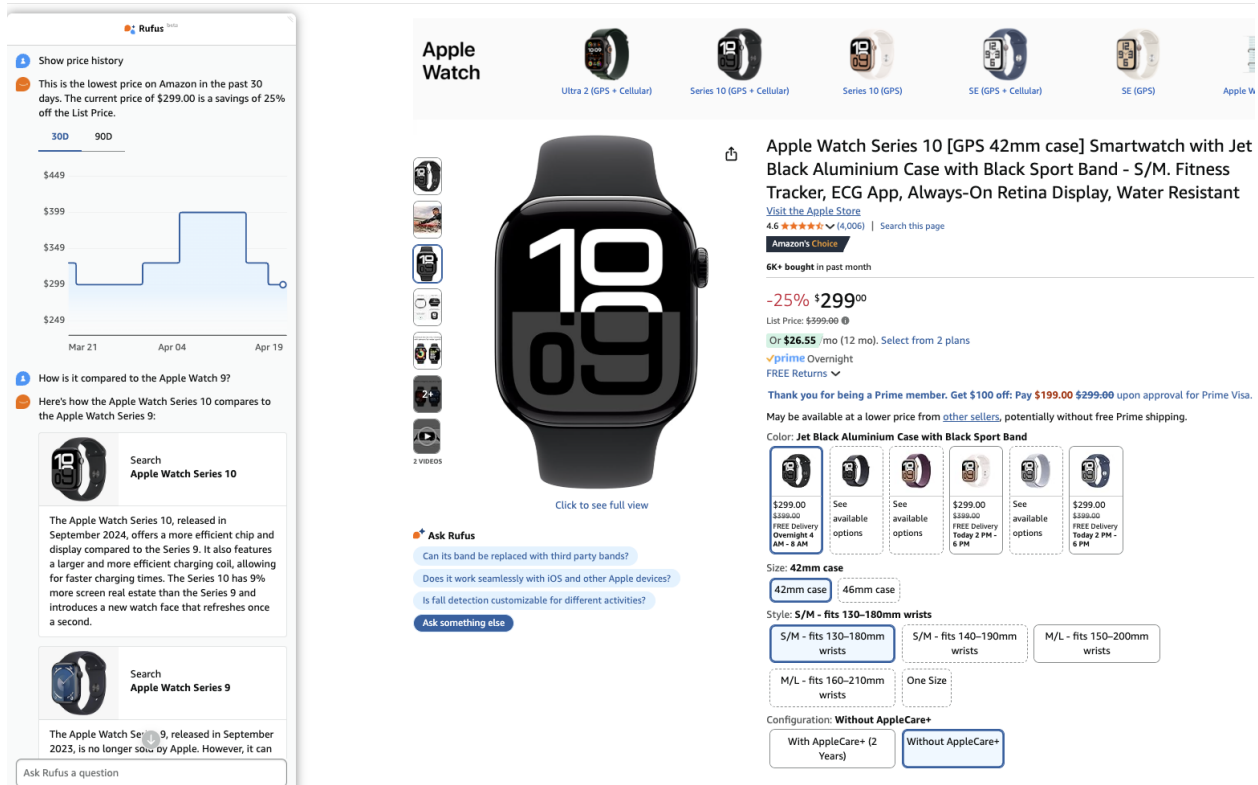 Rufus beta
Show price history
This is the lowest price on Amazon in the past 30
days. The current price of $299.00 is a savings of 25%
off the List Price.
30D 90D
$449
$399
$349
$299
$249
Mar 21 Apr 04 Apr 19
How is it compared to the Apple Watch 9?
Here's how the Apple Watch Series 10 compares to
the Apple Watch Series 9:
Search
Apple Watch Series 10
The Apple Watch Series 10, released in
September 2024, offers a more efficient chip and
display compared to the Series 9. It also features
a larger and more efficient charging coil, allowing
for faster charging times. The Series 10 has 9%
more screen real estate than the Series 9 and
introduces a new watch face that refreshes once
a second.
Search
Apple Watch Series 9
The Apple Watch 9, released in September
2023, is no longer sold by Apple. However, it can
Ask Rufus a question
Apple
Watch
Ultra 2 (GPS + Cellular)
Series 10 (GPS + Cellular)
Series 10 (GPS)
SE (GPS + Cellular)
SE (GPS)
Apple W
2+
2 VIDEOS
10
09
Click to see full view
Ask Rufus
Can its band be replaced with third party bands?
Does it work seamlessly with iOS and other Apple devices?
Is fall detection customizable for different activities?
Ask something else
Apple Watch Series 10 [GPS 42mm case] Smartwatch with Jet
Black Aluminium Case with Black Sport Band - S/M. Fitness
Tracker, ECG App, Always-On Retina Display, Water Resistant
Visit the Apple Store
4.6 (4,006) | Search this page
Amazon's Choice
6K+ bought in past month
-25% $29900
List Price: $399.00
Or $26.55 /mo (12 mo). Select from 2 plans
prime Overnight
FREE Returns
Thank you for being a Prime member. Get $100 off: Pay $199.00 $299.00 upon approval for Prime Visa.
May be available at a lower price from other sellers, potentially without free Prime shipping.
Color: Jet Black Aluminium Case with Black Sport Band
$299.00
$399.00
FREE Delivery
Overnight 4
AM - 8 AM
See
available
options
See
available
options
$299.00
$399.00
FREE Delivery
Today 2 PM -
6 PM
See
available
options
$299.00
$399.00
FREE Delivery
Today 2 PM -
6 PM
Size: 42mm case
42mm case 46mm case
Style: S/M - fits 130–180mm wrists
S/M - fits 130–180mm
wrists
S/M - fits 140–190mm
wrists
M/L - fits 150–200mm
wrists
M/L - fits 160–210mm
wrists
One Size
Configuration: Without AppleCare+
With AppleCare+ (2
Years)
Without AppleCare+